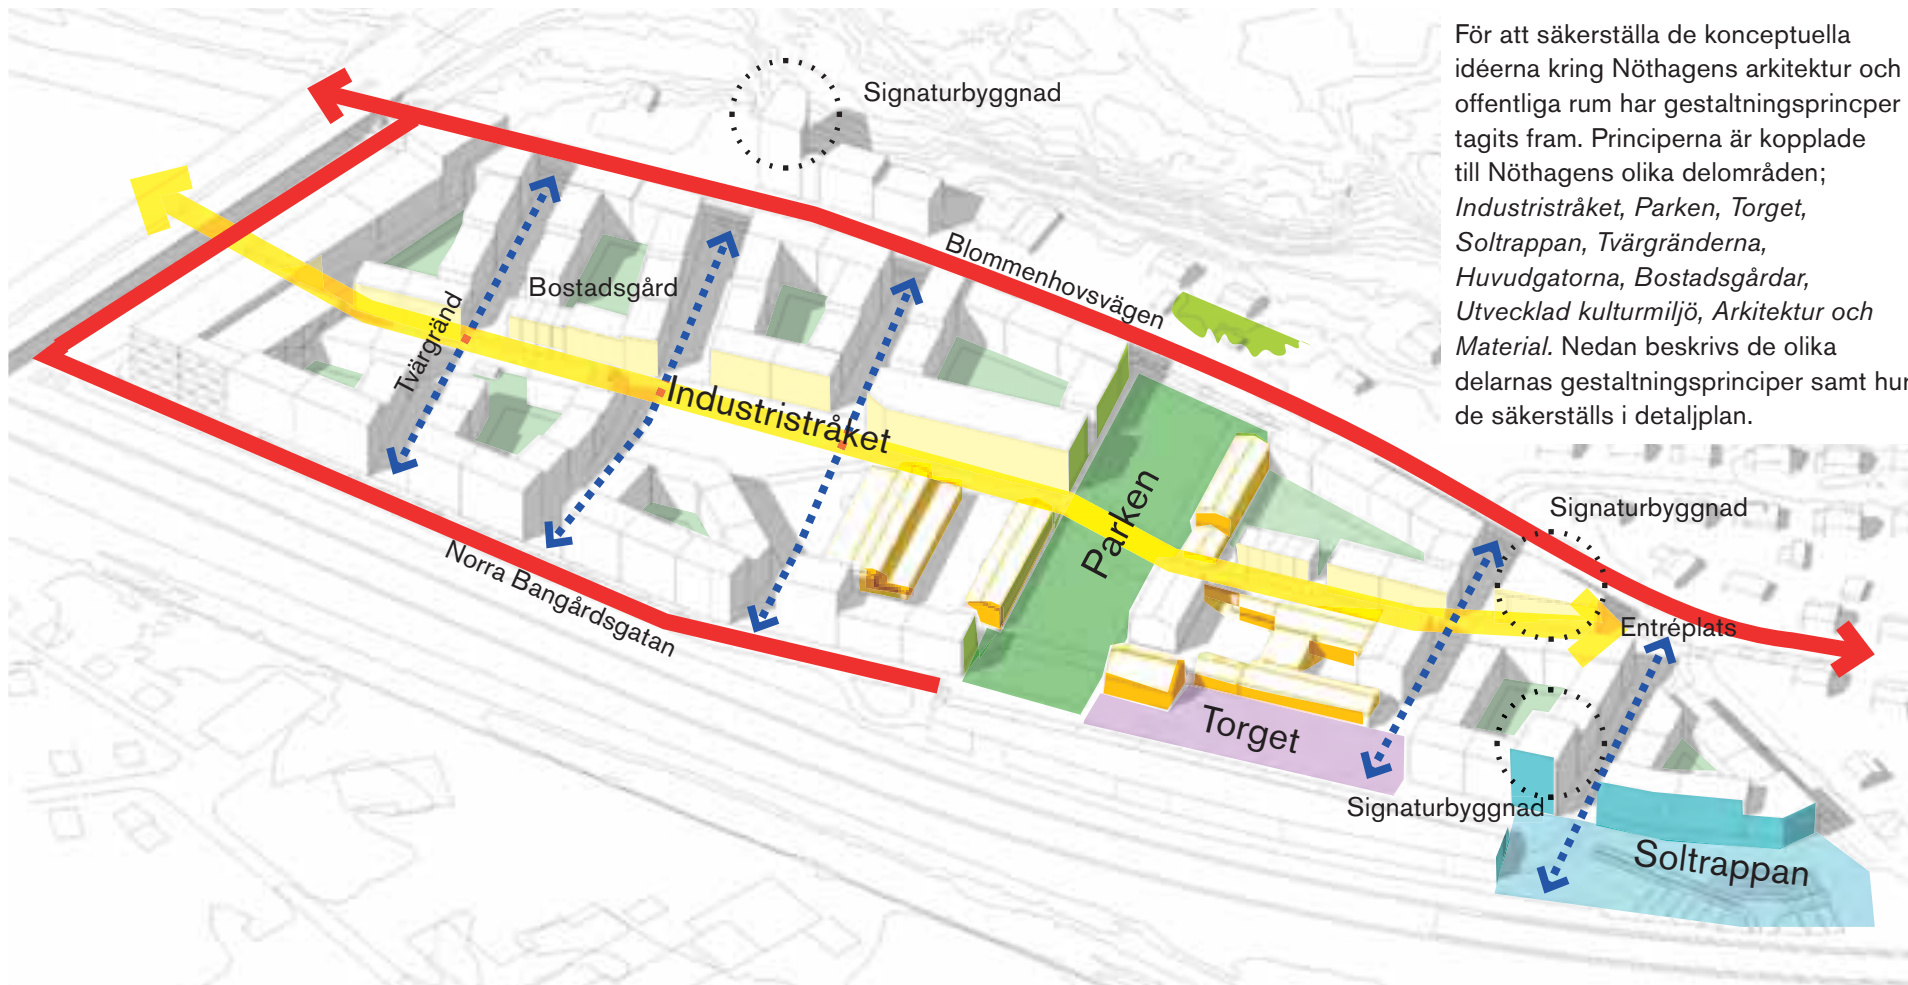 För att säkerställa de konceptuella
idéerna kring Nöthagens arkitektur och
offentliga rum har gestaltningsprincper
tagits fram. Principerna är kopplade
till Nöthagens olika delområden;
Industristråket, Parken, Torget,
Soltrappan, Tvärgränderna,
Huvudgatorna, Bostadsgårdar,
Utvecklad kulturmiljö, Arkitektur och
Material. Nedan beskrivs de olika
delarnas gestaltningsprinciper samt hur
de säkerställs i detaljplan.
Signaturbyggnad
Blommenhovsvägen
Bostadsgård
Tvärgränd
Industristråket
Parken
Signaturbyggnad
Norra Bangårdsgatan
Entréplats
Torget
Signaturbyggnad
Soltrappan